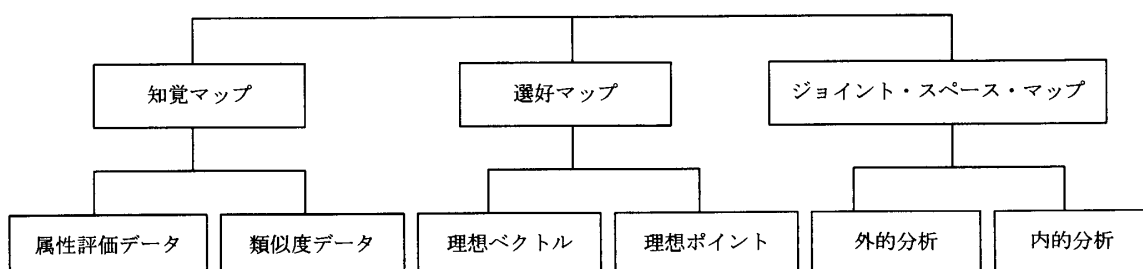 知覚マップ
選好マップ
ジョイント・スペース・マップ
属性評価データ
類似度データ
理想ベクトル
理想ポイント
外的分析
内的分析